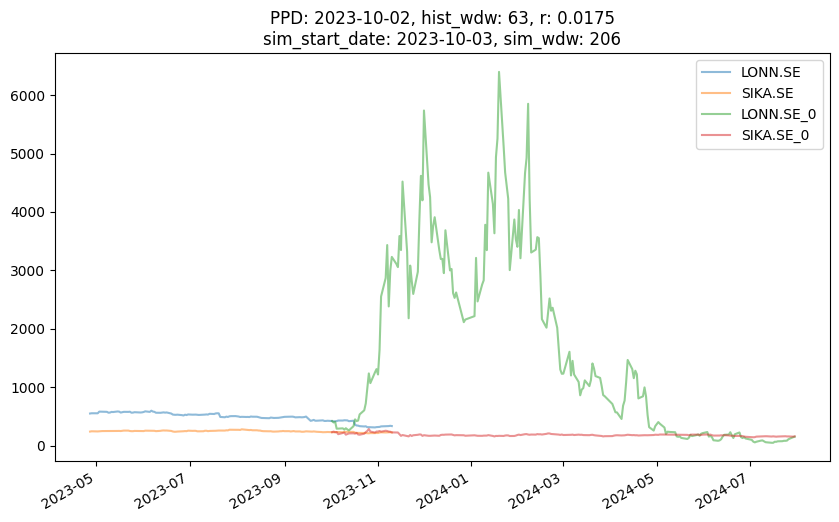 PPD: 2023-10-02, hist_wdw: 63, r: 0.0175
sim_start_date: 2023-10-03, sim_wdw: 206
LONN.SE
SIKA.SE
LONN.SE_0
SIKA.SE_0
6000
5000
4000
3000
2000
1000
0
2023-05
2023-07
2023-09
2023-11
2024-01
2024-03
2024-05
2024-07